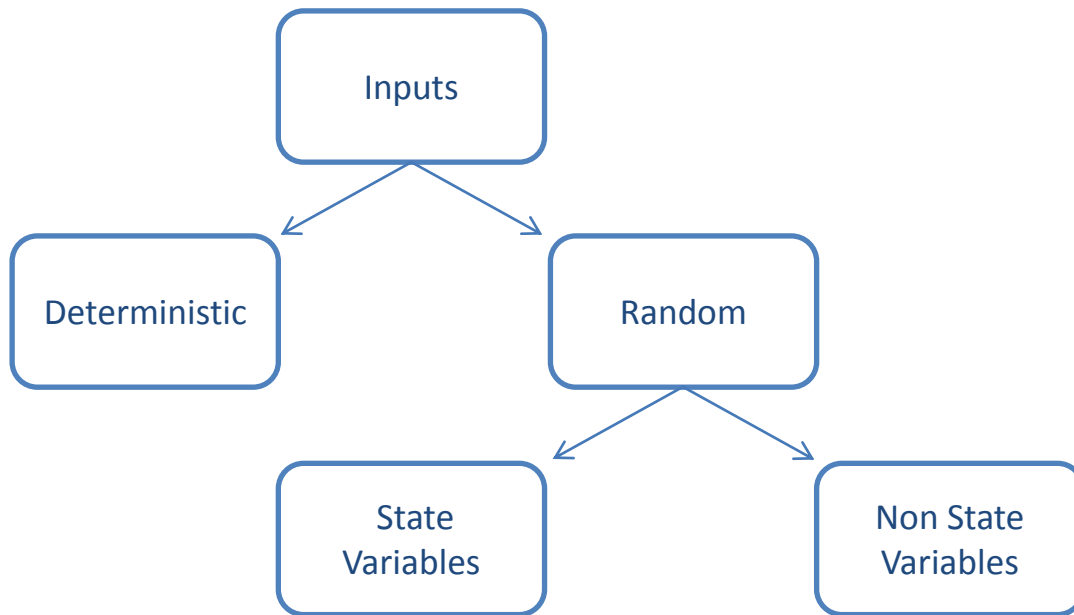 Inputs
Deterministic
Random
State
Variables
Non State
Variables